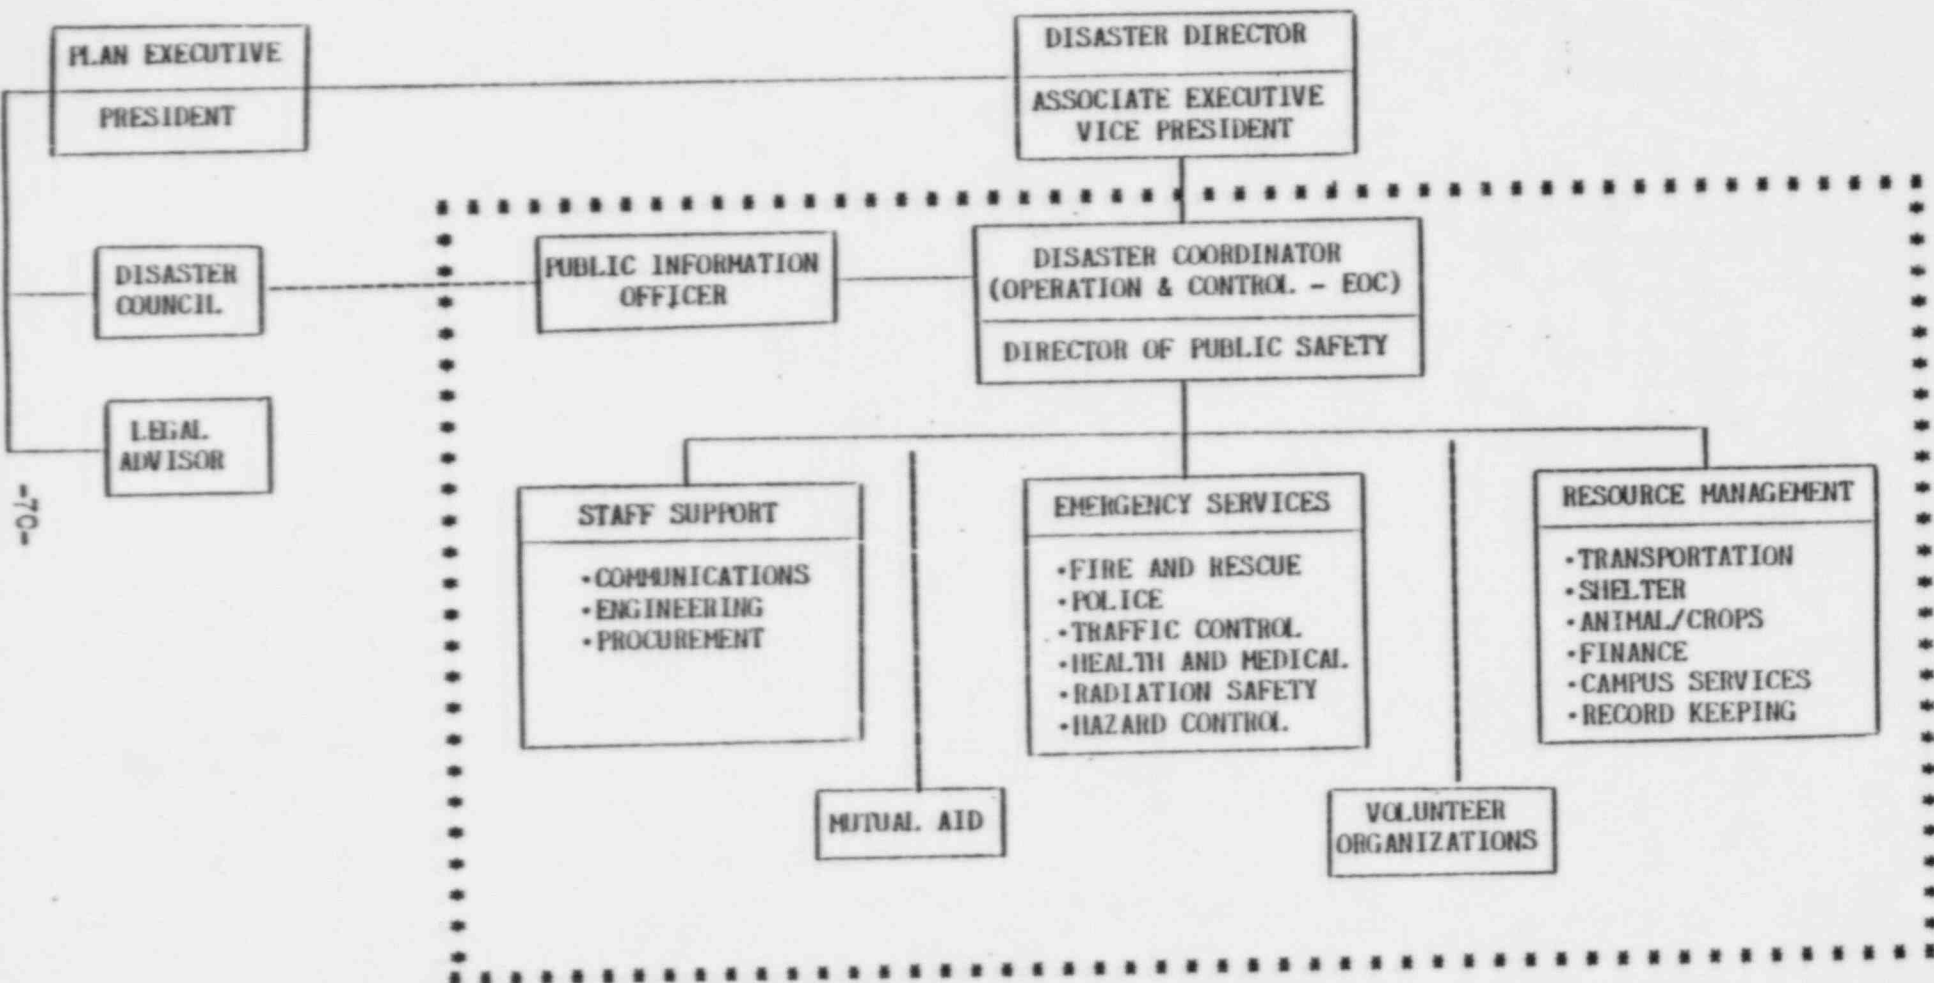 PLAN EXECUTIVE
PRESIDENT
DISASTER DIRECTOR
ASSOCIATE EXECUTIVE
VICE PRESIDENT
DISASTER
COUNCIL
PUBLIC INFORMATION
OFFICER
DISASTER COORDINATOR
(OPERATION & CONTROL - EOC)
DIRECTOR OF PUBLIC SAFETY
LEGAL
ADVISOR
-70-
STAFF SUPPORT
•COMMUNICATIONS
•ENGINEERING
•PROCUREMENT
EMERGENCY SERVICES
•FIRE AND RESCUE
•POLICE
•TRAFFIC CONTROL
•HEALTH AND MEDICAL
•RADIATION SAFETY
•HAZARD CONTROL
RESOURCE MANAGEMENT
•TRANSPORTATION
•SHELTER
•ANIMAL/CROPS
•FINANCE
•CAMPUS SERVICES
•RECORD KEEPING
MUTUAL AID
VOLUNTEER
ORGANIZATIONS